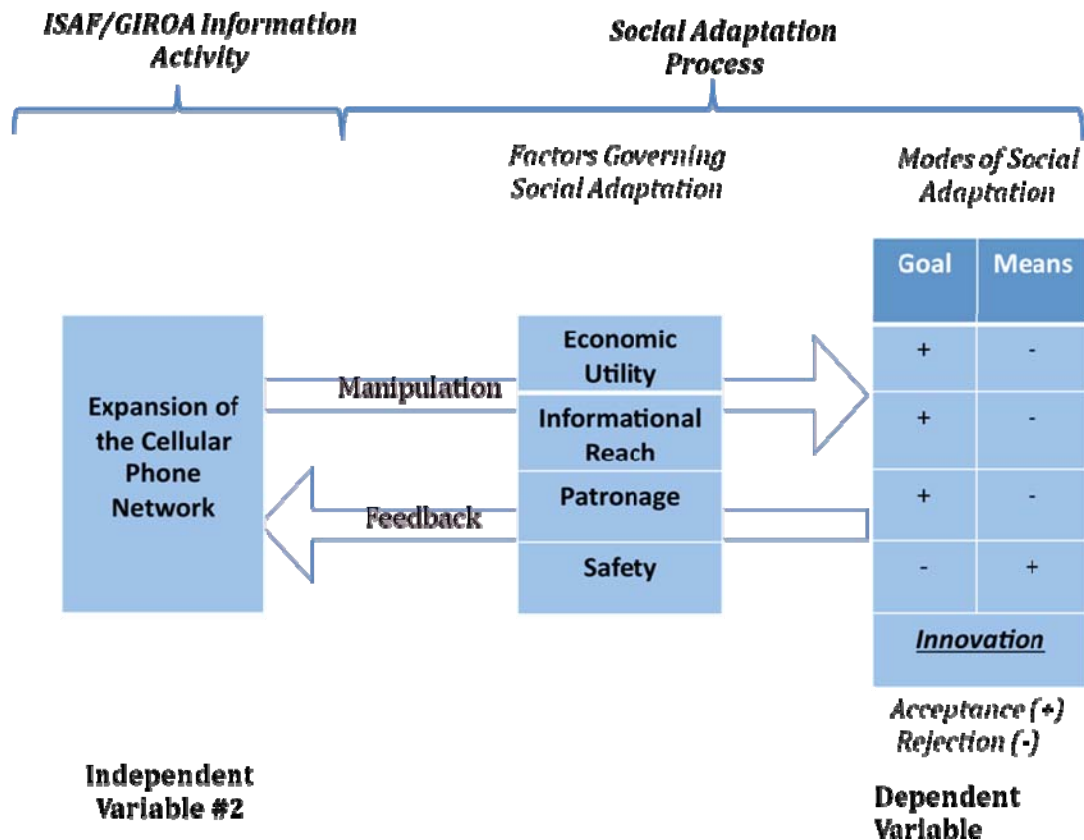 ISAF/GIROA Information
Activity
Social Adaptation
Process
Factors Governing
Social Adaptation
Modes of Social
Adaptation
Goal Means
Expansion of
the Cellular
Phone
Network
Manipulation
Feedback
Economic
Utility
Informational
Reach
Patronage
Safety
+ -
+ -
+ -
- +
Innovation
Acceptance (+)
Rejection (-)
Independent
Variable #2
Dependent
Variable